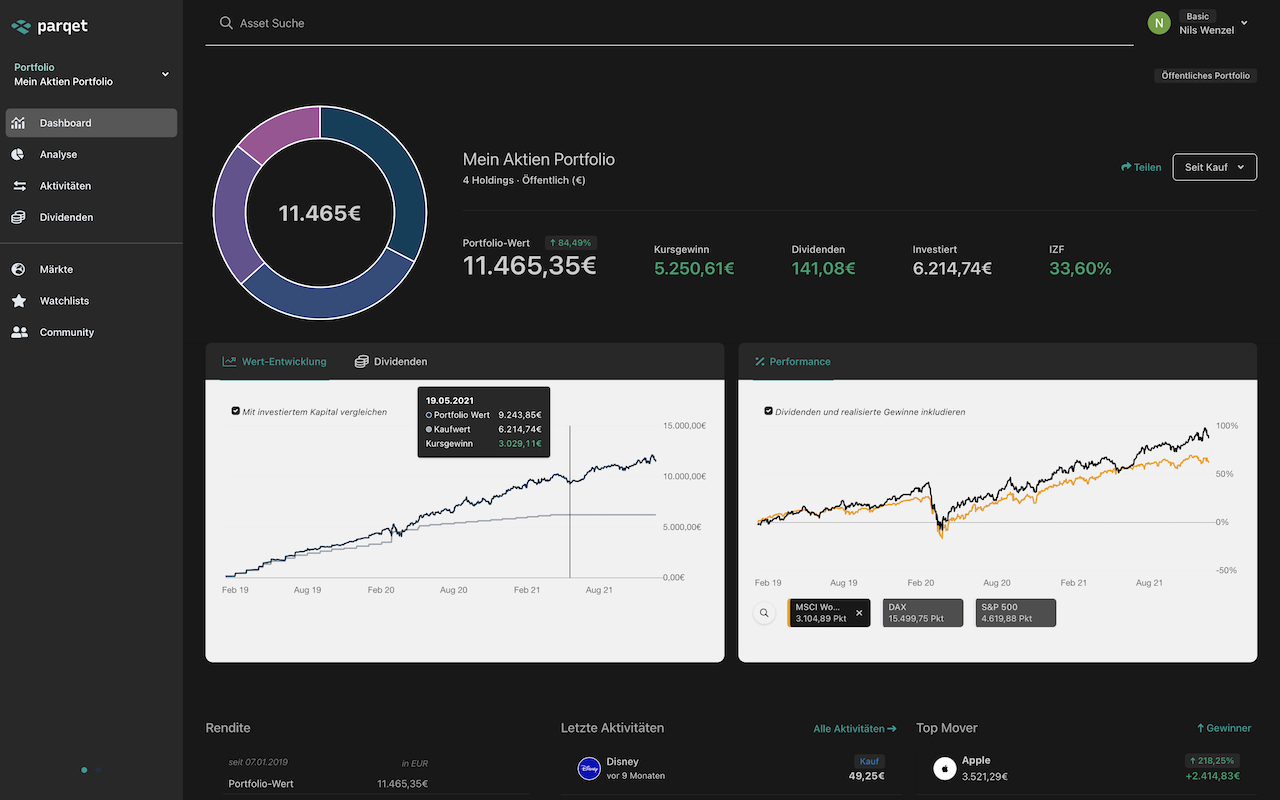 parqet
Asset Suche
N
Basic
Nils Wenzel
Portfolio
Mein Aktien Portfolio
Öffentliches Portfolio
Dashboard
Analyse
Aktivitäten
Dividenden
Märkte
Watchlists
Community
11.465€
Mein Aktien Portfolio
4 Holdings · Öffentlich (€)
Teilen
Seit Kauf
Portfolio-Wert ↑ 84,49%
11.465,35€
Kursgewinn
5.250,61€
Dividenden
141,08€
Investiert
6.214,74€
IZF
33,60%
Wert-Entwicklung
Dividenden
Mit investiertem Kapital vergleichen
19.05.2021
Portfolio Wert 9.243,85€
Kaufwert 6.214,74€
Kursgewinn 3.029,11€
15.000,00€
10.000,00€
5.000,00€
0,00€
Feb 19 Aug 19 Feb 20 Aug 20 Feb 21 Aug 21
Performance
Dividenden und realisierte Gewinne inkludieren
100%
50%
0%
-50%
Feb 19 Aug 19 Feb 20 Aug 20 Feb 21 Aug 21
MSCI Wo...
3.104,89 Pkt
DAX
15.499,75 Pkt
S&P 500
4.619,88 Pkt
Rendite
seit 07.01.2019 in EUR
Portfolio-Wert 11.465,35€
Letzte Aktivitäten
Alle Aktivitäten →
Disney
Disney
vor 9 Monaten
Kauf
49,25€
Top Mover
↑ Gewinner
Apple
3.521,29€
↑ 218,25%
+2.414,83€